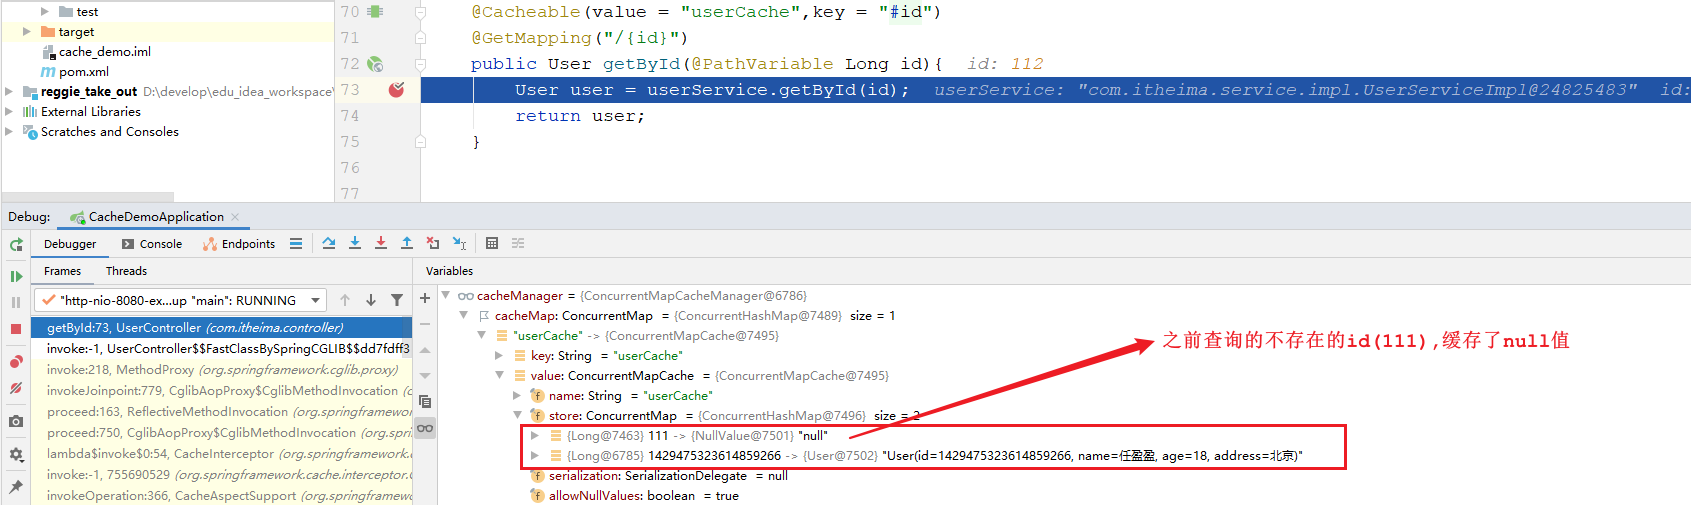 test
target
cache_demo.iml
pom.xml
reggie_take_out D:\develop\edu_idea_workspace\
External Libraries
Scratches and Consoles
70 @Cacheable(value = "userCache",key = "#id")
71 @GetMapping("/{id}")
72 public User getById(@PathVariable Long id){ id: 112
73 User user = userService.getById(id); userService: "com.itheima.service.impl.UserServiceImpl@24825483" id:
74 return user;
75 }
76
77
Debug: CacheDemoApplication
Debugger Console Endpoints
Frames Threads
"http-nio-8080-ex...up "main": RUNNING
getById:73, UserController (com.itheima.controller)
invoke:-1, UserController$$FastClassBySpringCGLIB$$dd7fdff3
invoke:218, MethodProxy (org.springframework.cglib.proxy)
invokeJoinpoint:779, CglibAopProxy$CglibMethodInvocation (o
proceed:163, ReflectiveMethodInvocation (org.springframework
proceed:750, CglibAopProxy$CglibMethodInvocation (org.sprin
lambda$invoke$0:54, CacheInterceptor (org.springframework.c
invoke:-1, 755690529 (org.springframework.cache.interceptor.C
invokeOperation:366, CacheAspectSupport (org.springframewor
Variables
cacheManager = {ConcurrentMapCacheManager@6786}
cacheMap: ConcurrentMap = {ConcurrentHashMap@7489} size = 1
"userCache" -> {ConcurrentMapCache@7495}
key: String = "userCache"
value: ConcurrentMapCache = {ConcurrentMapCache@7495}
name: String = "userCache"
store: ConcurrentMap = {ConcurrentHashMap@7496} size = 2
{Long@7463} 111 -> {NullValue@7501} "null"
{Long@6785} 1429475323614859266 -> {User@7502} "User(id=1429475323614859266, name=任盈盈, age=18, address=北京)"
serialization: SerializationDelegate = null
allowNullValues: boolean = true
之前查询的不存在的id(111),缓存了null值